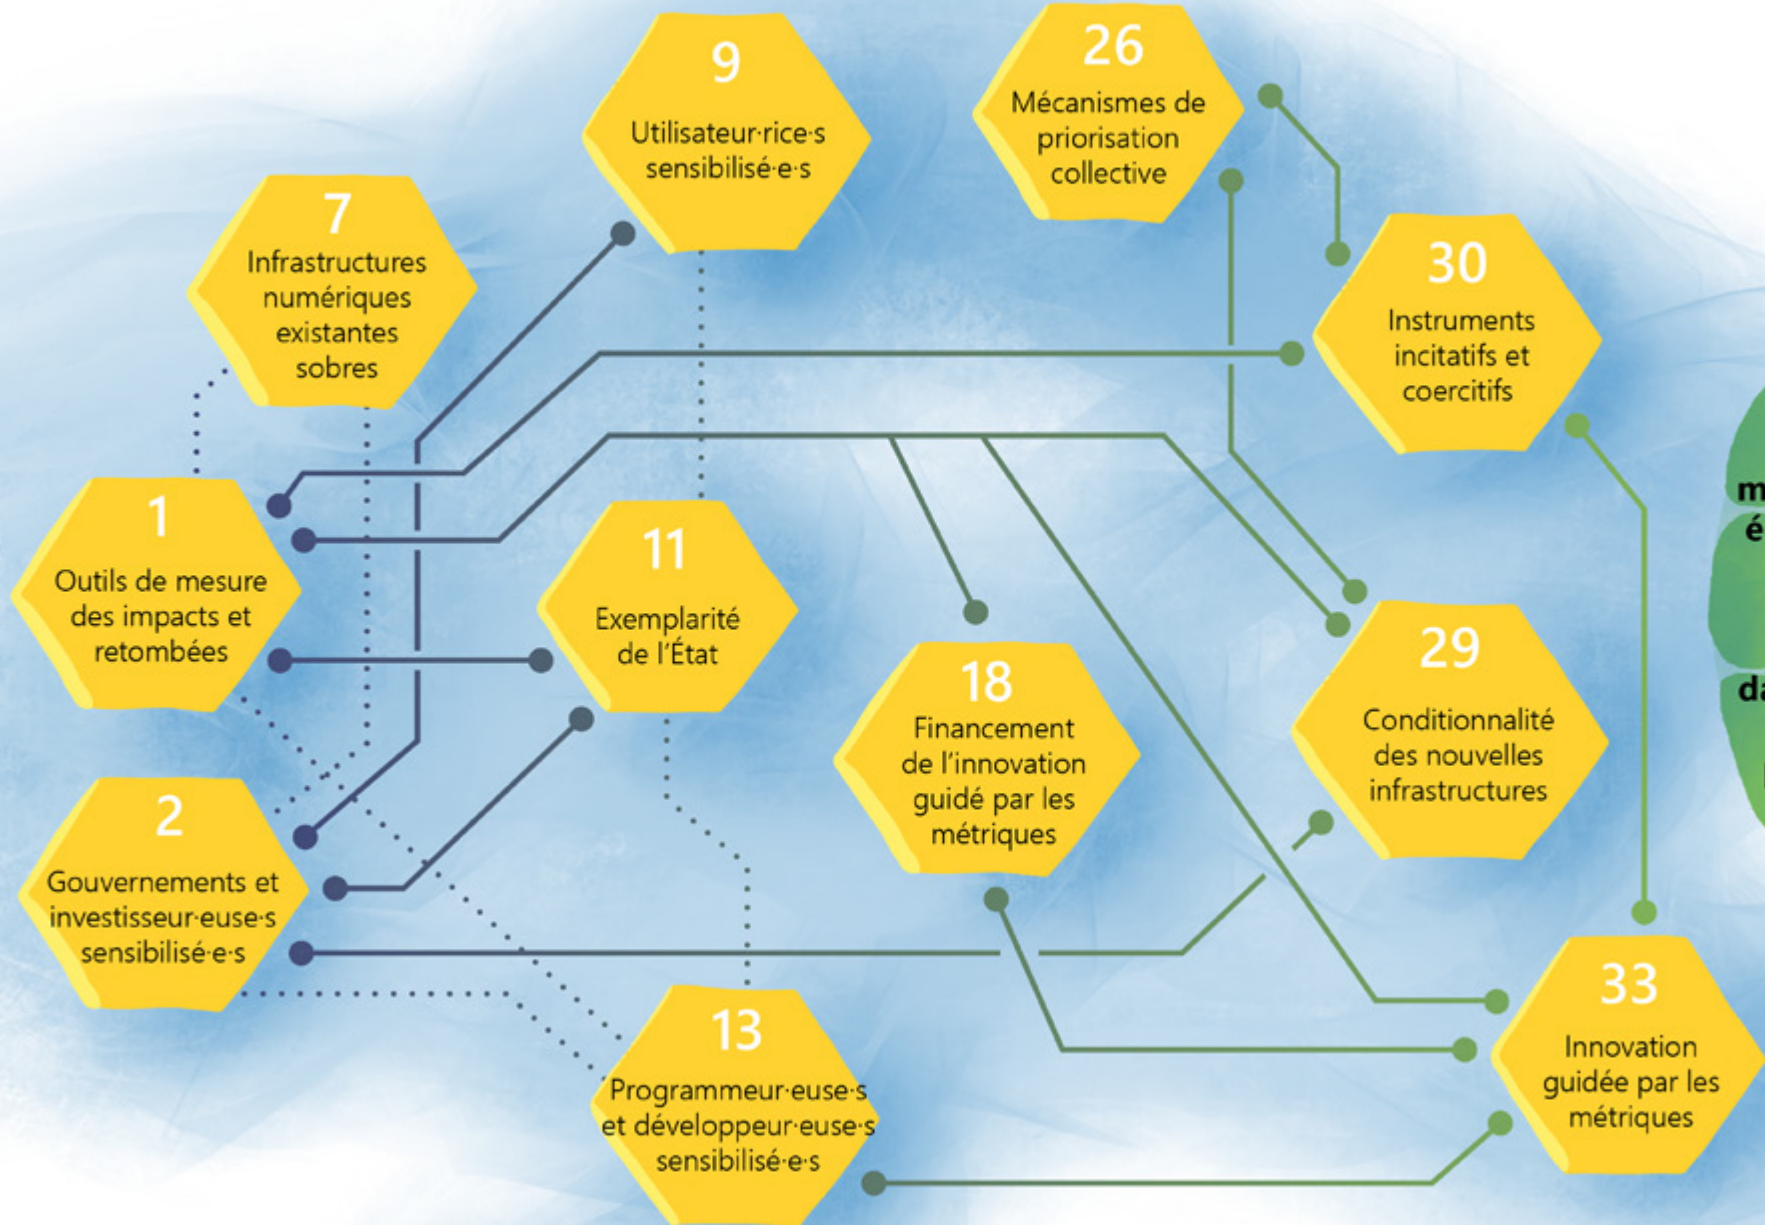 9
Utilisateur·rice·s
sensibilisé·e·s
26
Mécanismes de
priorisation
collective
7
Infrastructures
numériques
existantes
sobres
30
Instruments
incitatifs et
coercitifs
1
Outils de mesure
des impacts et
retombées
11
Exemplarité
de l'État
18
Financement
de l'innovation
guidé par les
métriques
29
Conditionnalité
des nouvelles
infrastructures
2
Gouvernements et
investisseur·euse·s
sensibilisé·e·s
13
Programmeur·euse·s
et développeur·euse·s
sensibilisé·e·s
33
Innovation
guidée par les
métriques